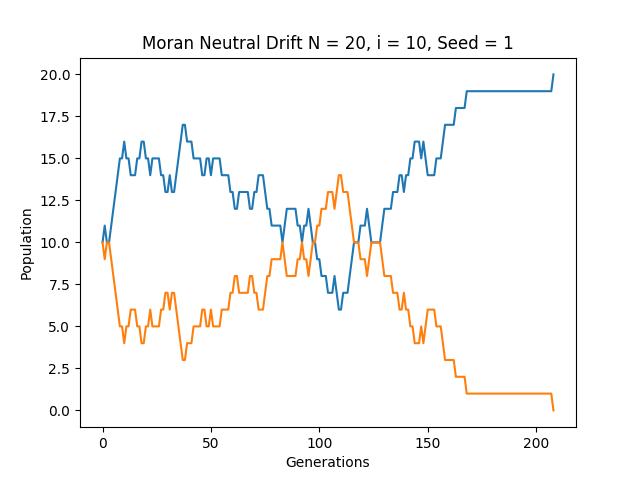 Moran Neutral Drift N = 20, i = 10, Seed = 1
20.0
17.5
15.0
12.5
10.0
7.5
5.0
2.5
0.0
Population
0 50 100 150 200
Generations